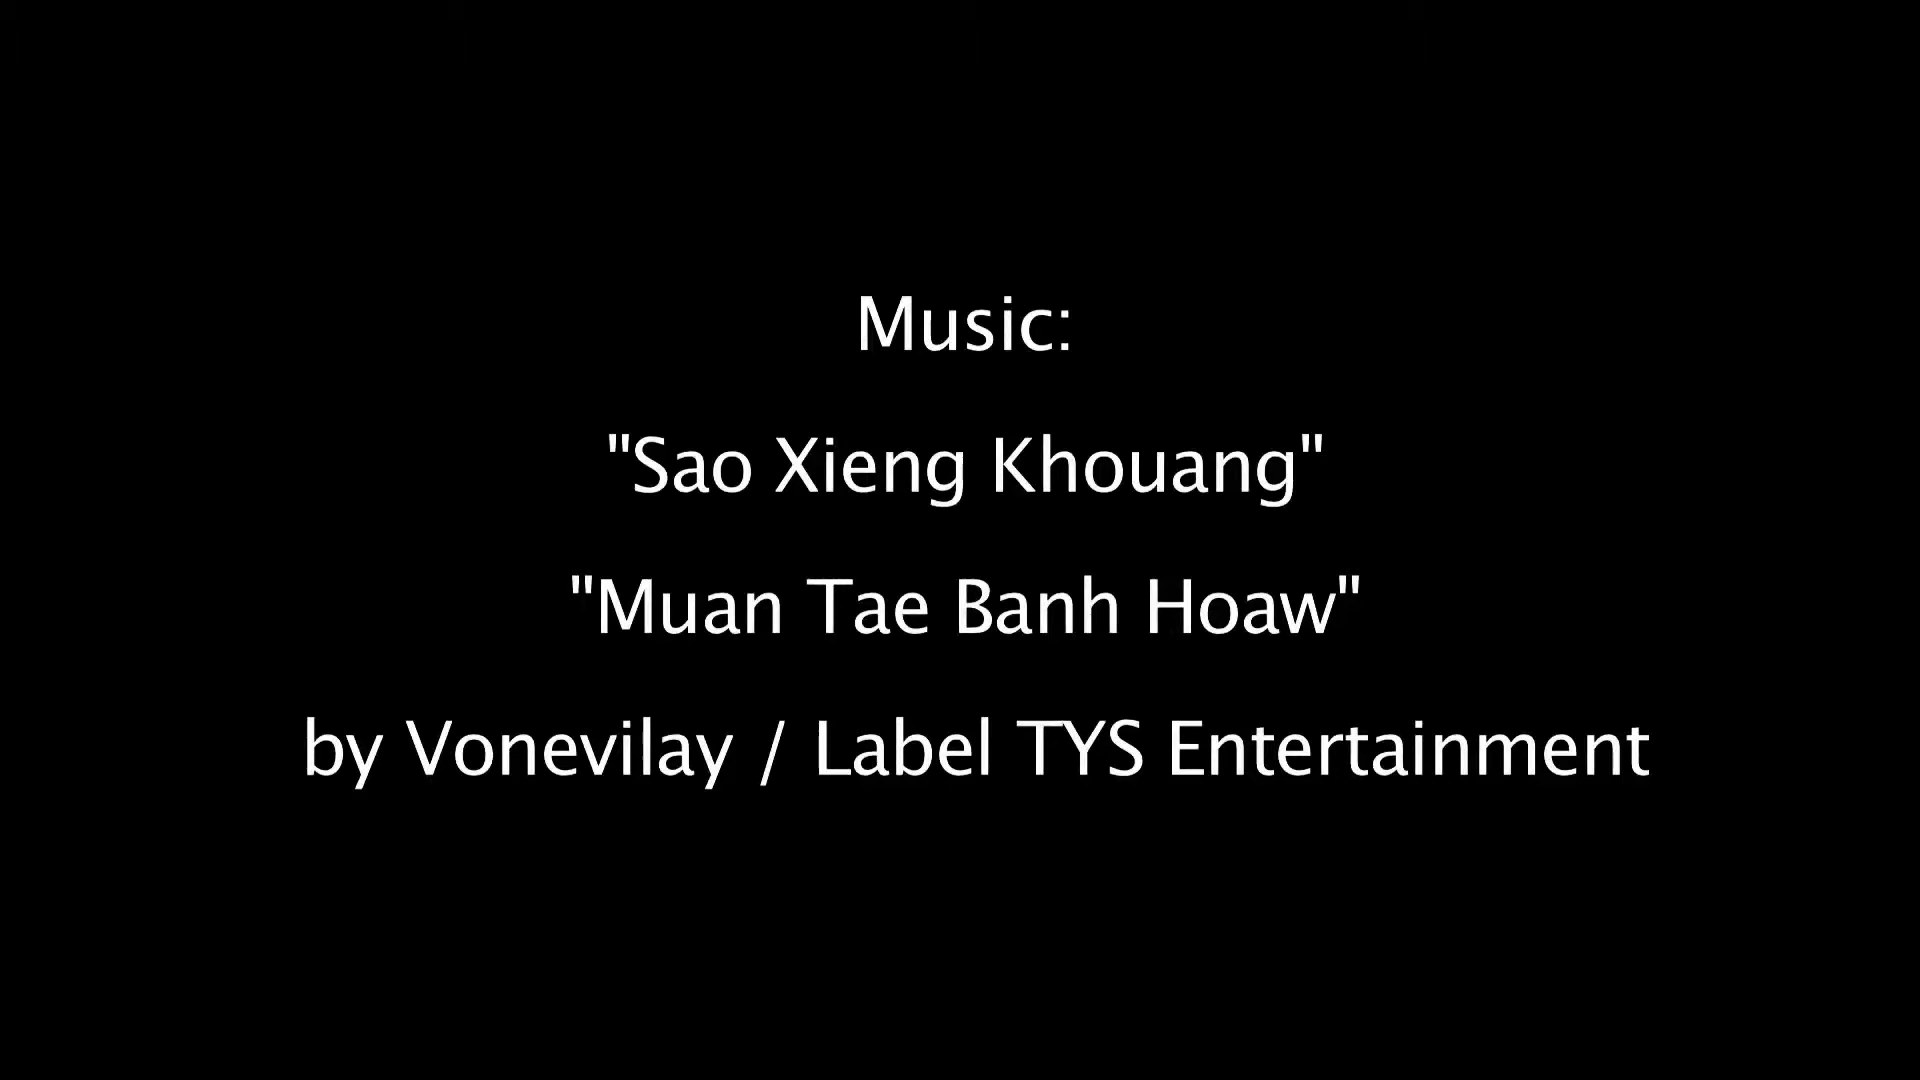 Music:
"Sao Xieng Khouang"
"Muan Tae Banh Hoaw"
by Vonevilay / Label TYS Entertainment